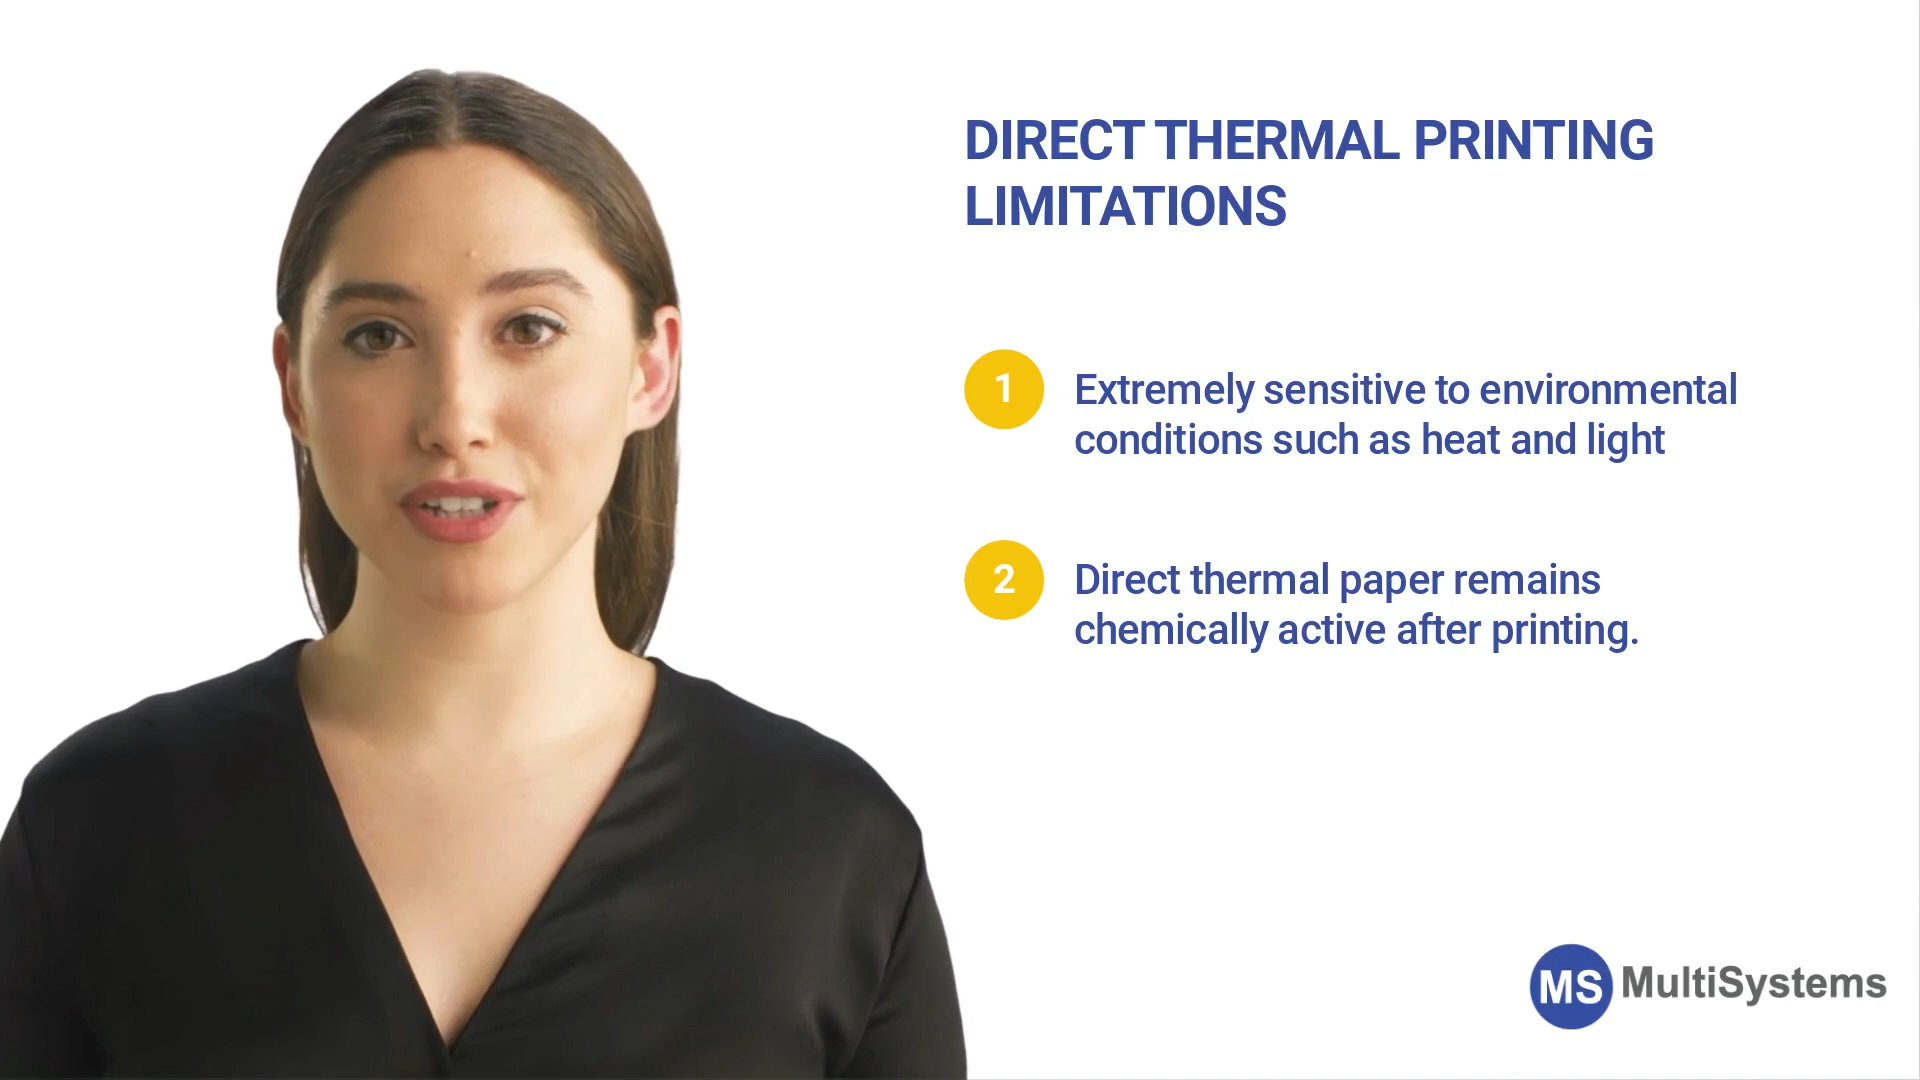 DIRECT THERMAL PRINTING
LIMITATIONS
1
Extremely sensitive to environmental
conditions such as heat and light
2
Direct thermal paper remains
chemically active after printing.
MS MultiSystems